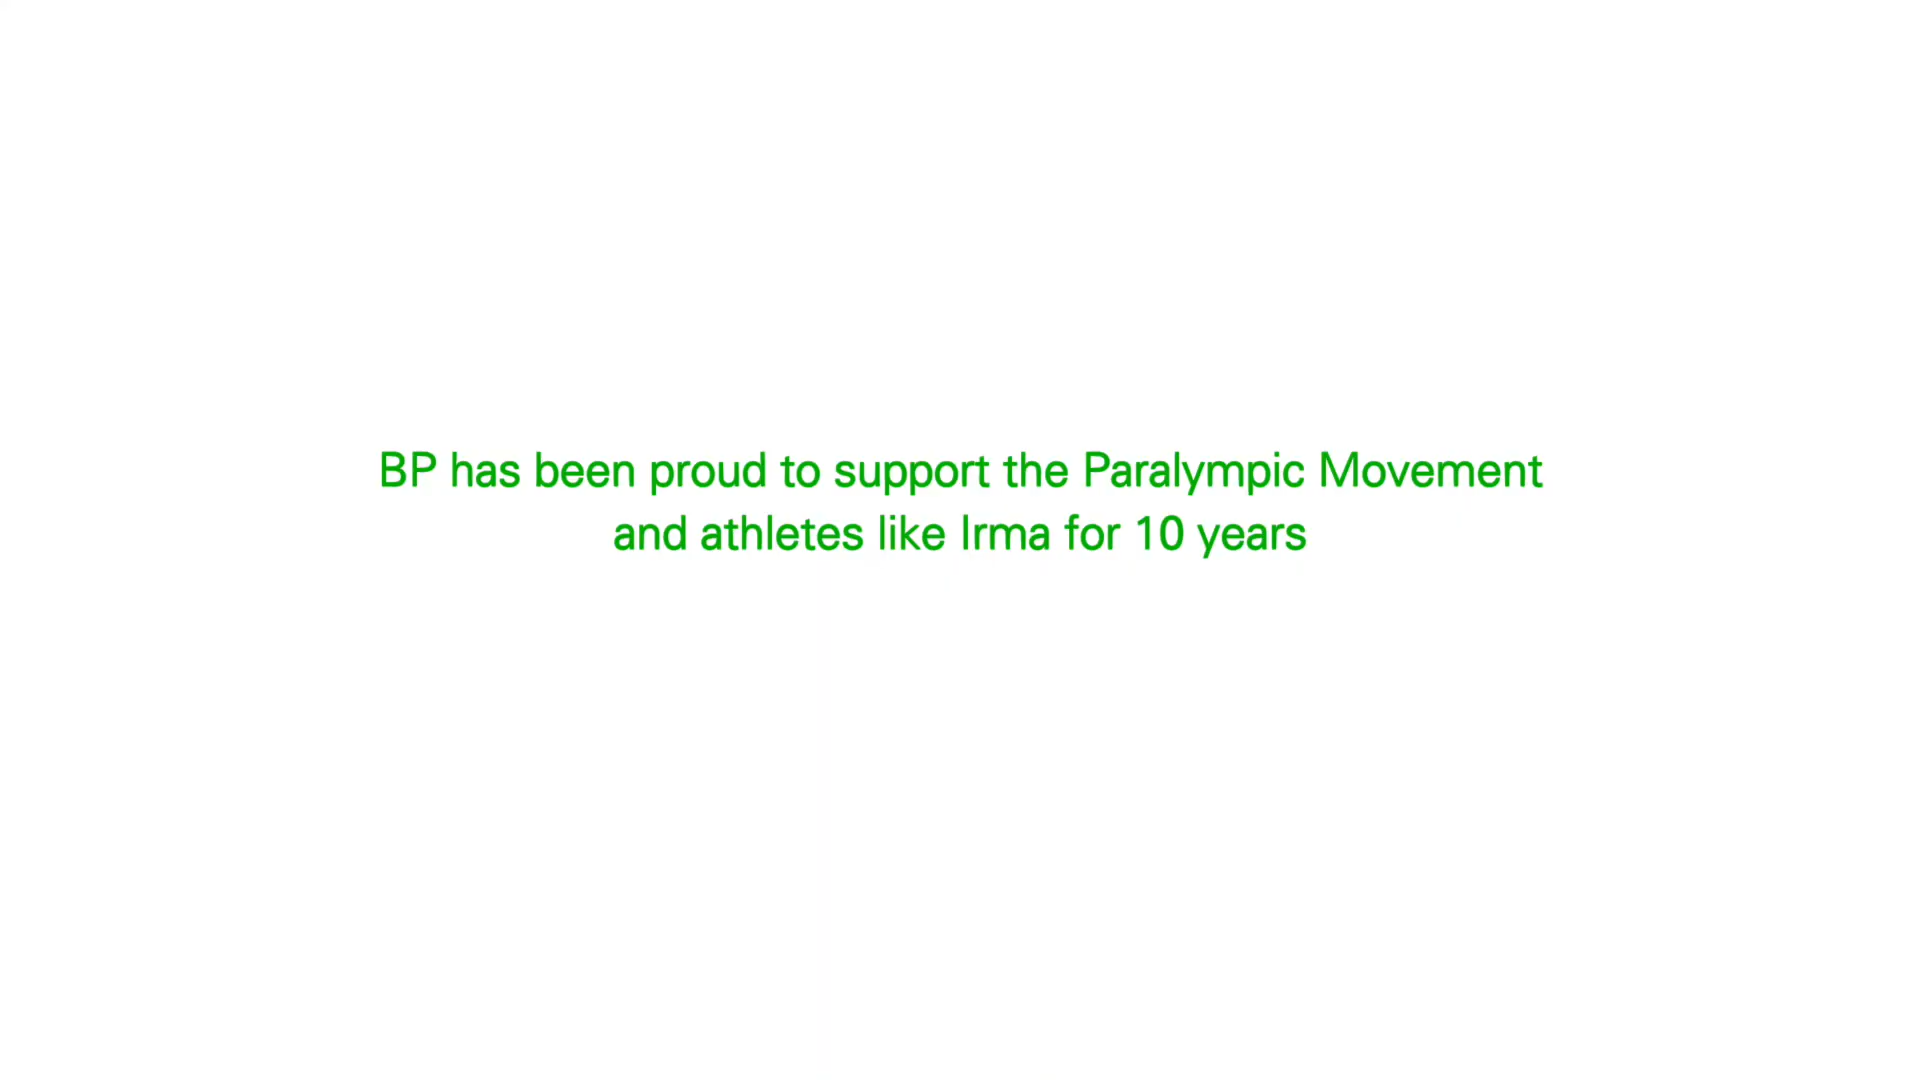 BP has been proud to support the Paralympic Movement
and athletes like Irma for 10 years